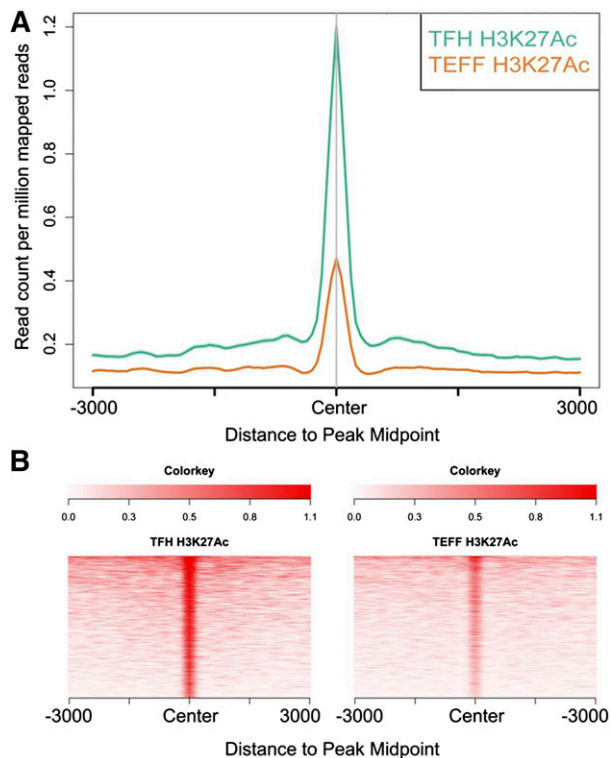 A
TFH H3K27Ac
TEFF H3K27Ac
Read count per million mapped reads
1.2
1.0
0.8
0.6
0.4
0.2
-3000 Center 3000
Distance to Peak Midpoint
B
Colorkey Colorkey
0.0 0.3 0.5 0.8 1.1 0.0 0.3 0.5 0.8 1.1
TFH H3K27Ac TEFF H3K27Ac
-3000 Center 3000 -3000 Center -3000
Distance to Peak Midpoint